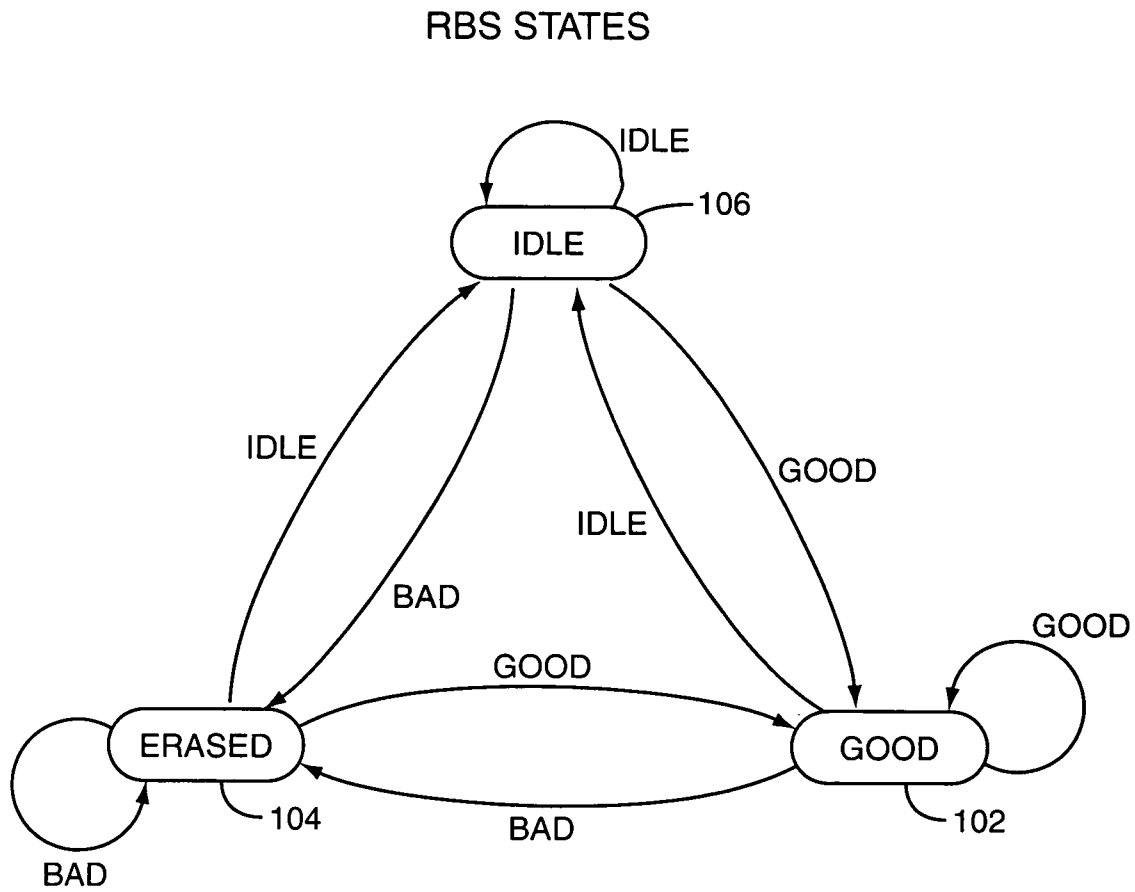 RBS STATES
IDLE
106
IDLE
IDLE
GOOD
IDLE
BAD
GOOD
GOOD
ERASED
GOOD
104
102
BAD
BAD